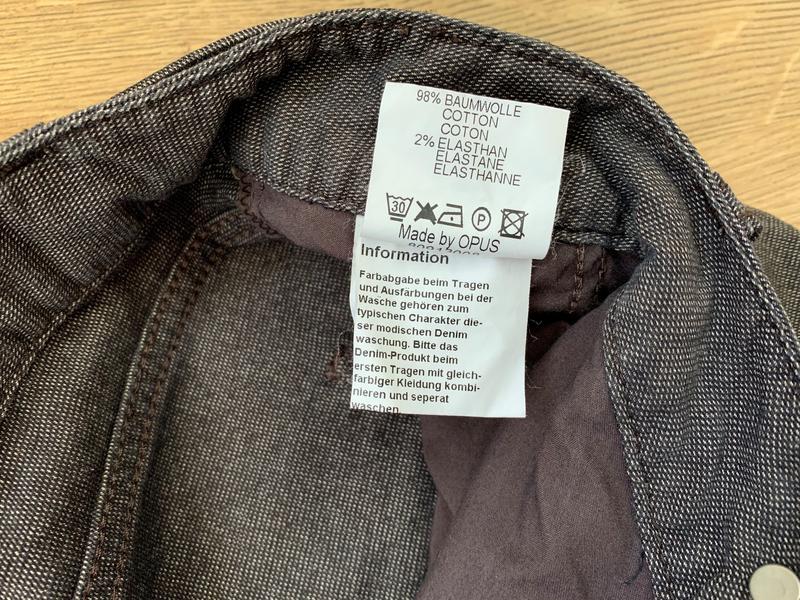 98% BAUMWOLLE
COTTON
COTON
2% ELASTHAN
ELASTANE
ELASTHANNE
30 P
Made by OPUS
Information
Farbabgabe beim Tragen
und Ausfärbungen bei der
Wasche gehören zum
typischen Charakter die-
ser modischen Denim
waschung. Bitte das
Denim-Produkt beim
ersten Tragen mit gleich-
farbiger Kleidung kombi-
nieren und seperat
waschen.